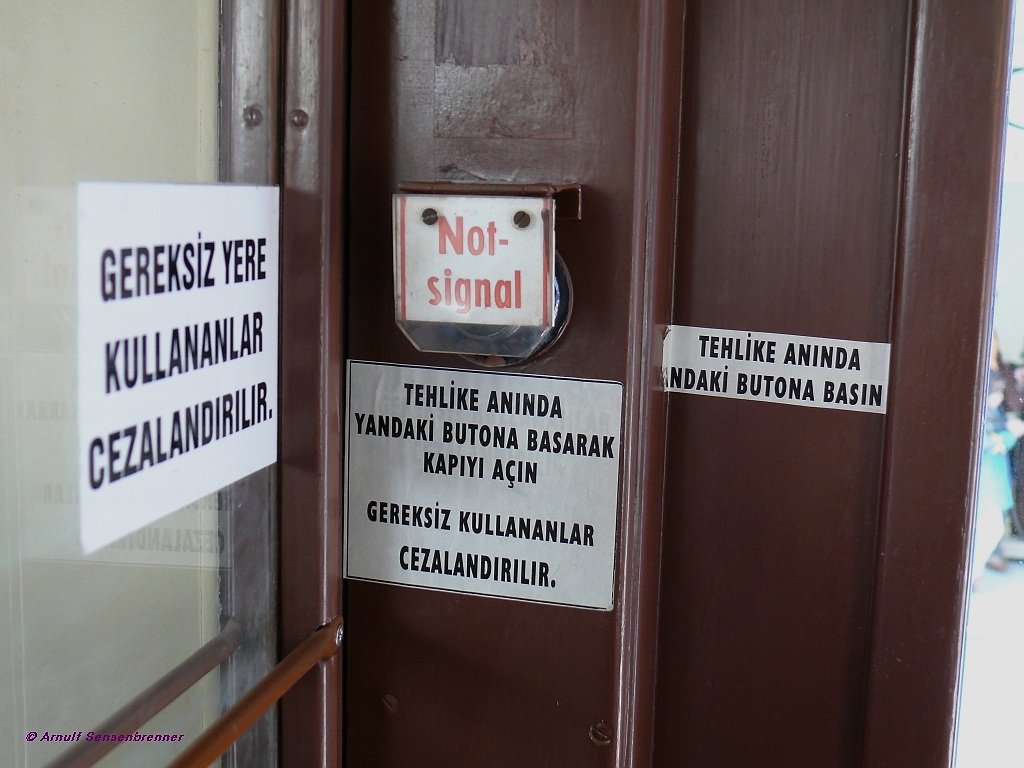 GEREKSİZ YERE
KULLANANLAR
CEZALANDIRILIR.
Not-
signal
TEHLİKE ANINDA
YANDAKİ BUTONA BASARAK
KAPIYI AÇIN
GEREKSİZ KULLANANLAR
CEZALANDIRILIR.
TEHLİKE ANINDA
ANDAKİ BUTONA BASIN
© Arnulf Sensenbrenner